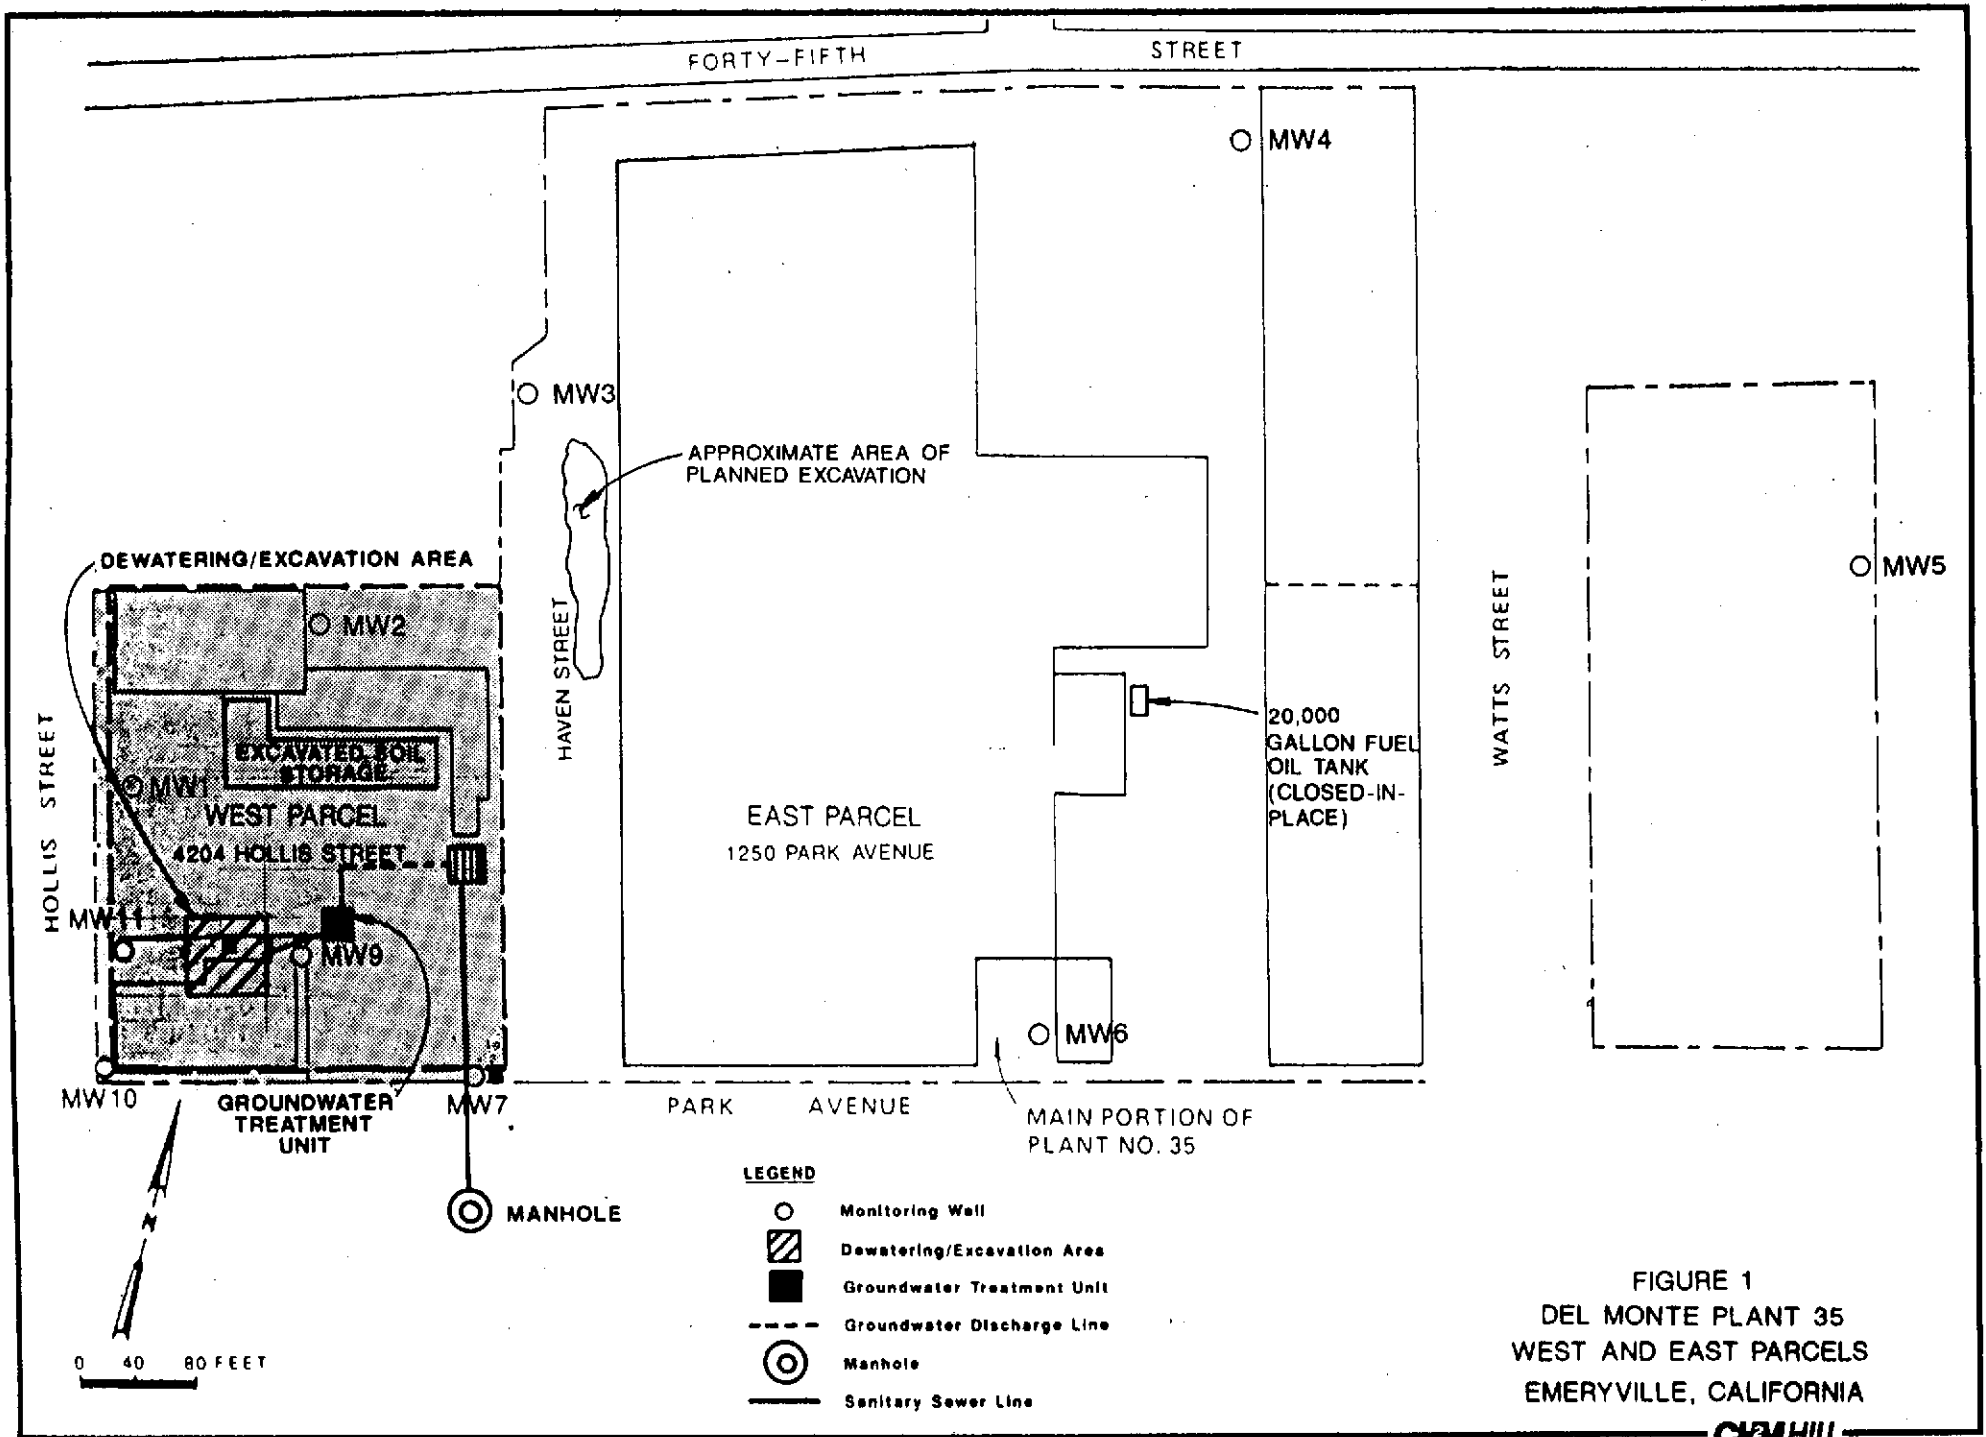 FORTY-FIFTH STREET
MW4
MW3
APPROXIMATE AREA OF
PLANNED EXCAVATION
DEWATERING/EXCAVATION AREA
MW5
MW2
HAVEN STREET
WATTS STREET
HOLLIS STREET
20,000
GALLON FUEL
OIL TANK
(CLOSED-IN-
PLACE)
EXCAVATED SOIL
STORAGE
MW1
WEST PARCEL
4204 HOLLIS STREET
EAST PARCEL
1250 PARK AVENUE
MW11
MW9
MW6
MW10
GROUNDWATER
TREATMENT
UNIT
MW7
PARK AVENUE
MAIN PORTION OF
PLANT NO. 35
N
MANHOLE
0 40 80 FEET
LEGEND
Monitoring Well
Dewatering/Excavation Area
Groundwater Treatment Unit
Groundwater Discharge Line
Manhole
Sanitary Sewer Line
FIGURE 1
DEL MONTE PLANT 35
WEST AND EAST PARCELS
EMERYVILLE, CALIFORNIA
CH2M HILL